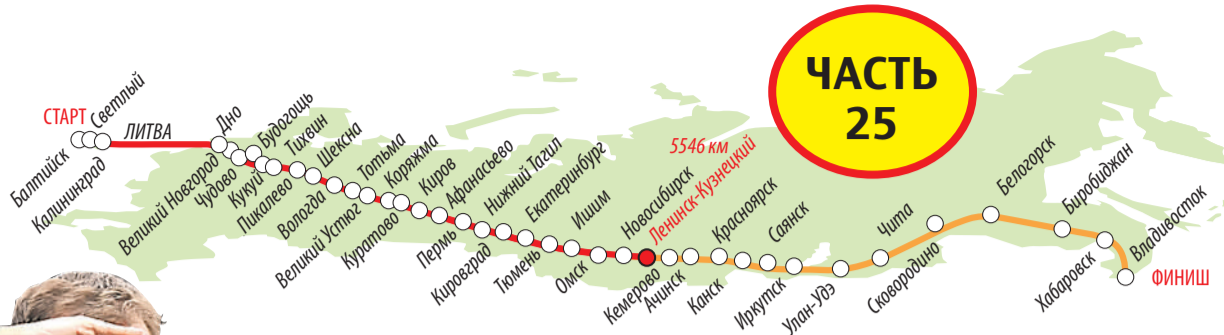 ЧАСТЬ
25
СТАРТ
Балтийск
Светлый
Калининград
ЛИТВА
Дно
Великий Новгород
Чудово
Будогощь
Кукуй
Тихвин
Пикалево
Шексна
Вологда
Тотьма
Великий Устюг
Коряжма
Куратово
Киров
Афанасьево
Пермь
Нижний Тагил
Кировград
Екатеринбург
Тюмень
Ишим
Омск
Новосибирск
5546 км
Ленинск-Кузнецкий
Кемерово
Ачинск
Красноярск
Канск
Саянск
Иркутск
Улан-Удэ
Чита
Сковородино
Белогорск
Биробиджан
Хабаровск
Владивосток
ФИНИШ